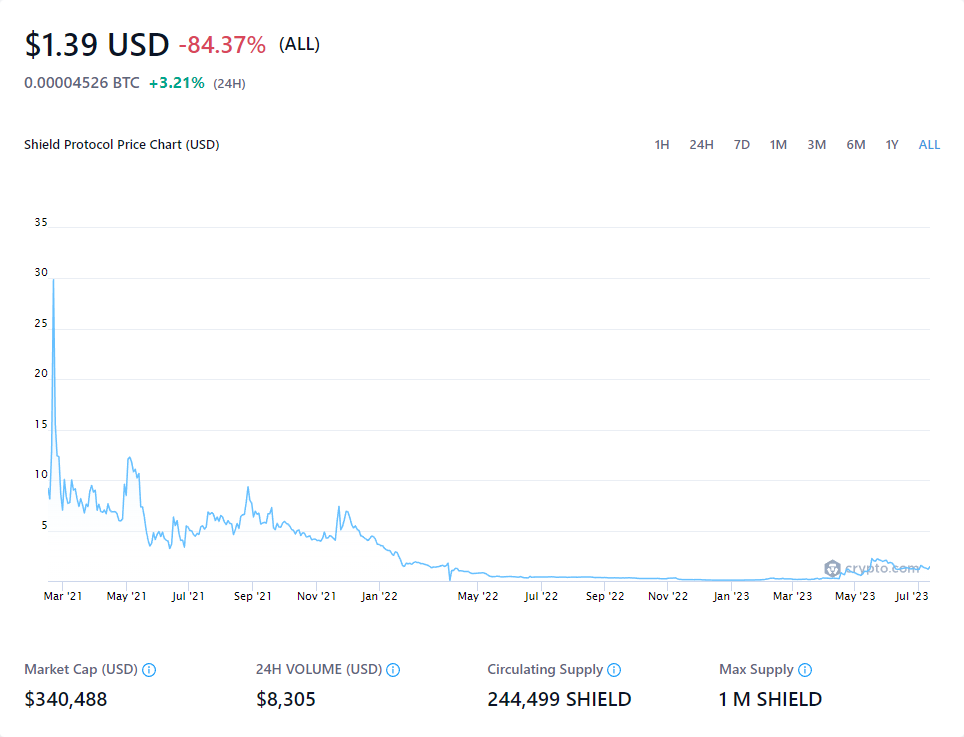 $1.39 USD -84.37% (ALL)
0.00004526 BTC +3.21% (24H)
Shield Protocol Price Chart (USD) 1H 24H 7D 1M 3M 6M 1Y ALL
35
30
25
20
15
10
5
crypto.com
Mar '21 May '21 Jul '21 Sep '21 Nov '21 Jan '22 May '22 Jul '22 Sep '22 Nov '22 Jan '23 Mar '23 May '23 Jul '23
Market Cap (USD) 24H VOLUME (USD) Circulating Supply Max Supply
$340,488 $8,305 244,499 SHIELD 1 M SHIELD